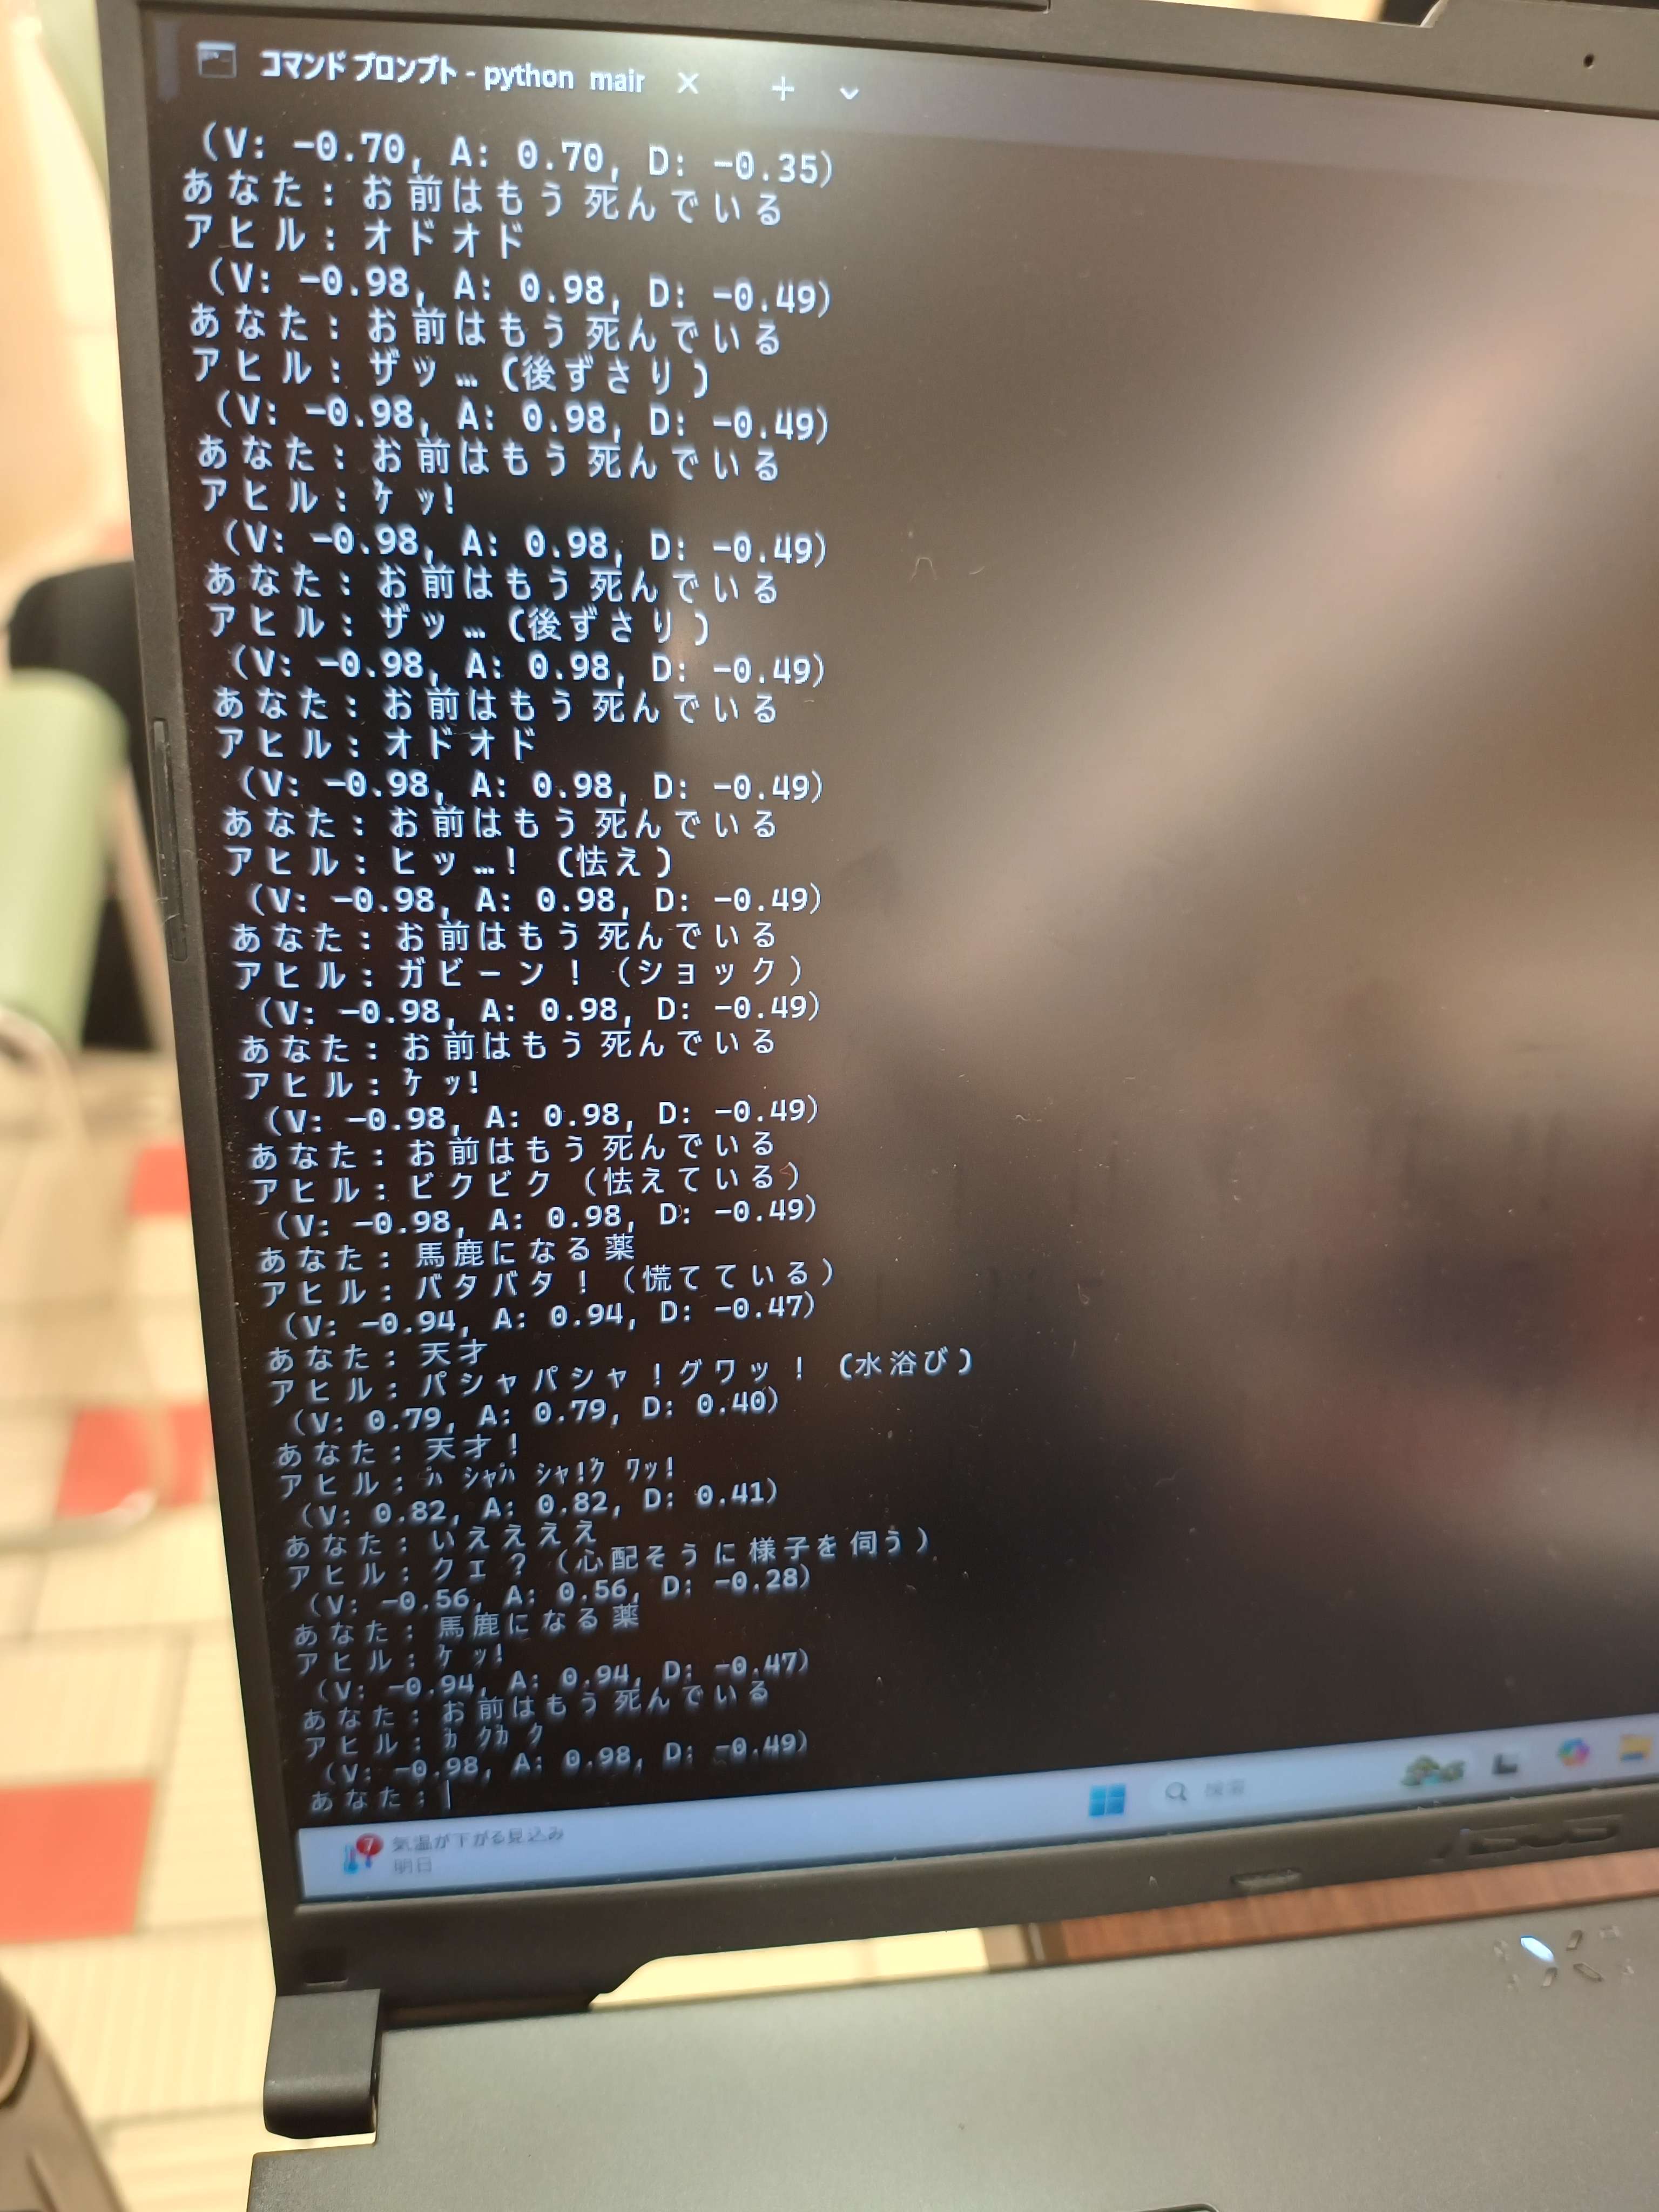 コマンド プロンプト - python mair
(V: -0.70, A: 0.70, D: -0.35)
あなた：お前はもう死んでいる
アヒル：オドオド
(V: -0.98, A: 0.98, D: -0.49)
あなた：お前はもう死んでいる
アヒル：ザッ…（後ずさり）
(V: -0.98, A: 0.98, D: -0.49)
あなた：お前はもう死んでいる
アヒル：ｹｯ!
(V: -0.98, A: 0.98, D: -0.49)
あなた：お前はもう死んでいる
アヒル：ザッ…（後ずさり）
(V: -0.98, A: 0.98, D: -0.49)
あなた：お前はもう死んでいる
アヒル：オドオド
(V: -0.98, A: 0.98, D: -0.49)
あなた：お前はもう死んでいる
アヒル：ヒッ…！（怯え）
(V: -0.98, A: 0.98, D: -0.49)
あなた：お前はもう死んでいる
アヒル：ガビーン！（ショック）
(V: -0.98, A: 0.98, D: -0.49)
あなた：お前はもう死んでいる
アヒル：ｹｯ!
(V: -0.98, A: 0.98, D: -0.49)
あなた：お前はもう死んでいる
アヒル：ビクビク（怯えている）
(V: -0.98, A: 0.98, D: -0.49)
あなた：馬鹿になる薬
アヒル：バタバタ！（慌てている）
(V: -0.94, A: 0.94, D: -0.47)
あなた：天才
アヒル：パシャパシャ！グワッ！（水浴び）
(V: 0.79, A: 0.79, D: 0.40)
あなた：天才！
アヒル：ﾊﾟｼｬﾊﾟｼｬ!ｸﾞﾜｯ!
(V: 0.82, A: 0.82, D: 0.41)
あなた：いえええええ
アヒル：クエ？（心配そうに様子を伺う）
(V: -0.56, A: 0.56, D: -0.28)
あなた：馬鹿になる薬
アヒル：ｹｯ!
(V: -0.94, A: 0.94, D: -0.47)
あなた：お前はもう死んでいる
アヒル：ｶﾞｸｶﾞｸ
(V: -0.98, A: 0.98, D: -0.49)
あなた：
検索
7
気温が下がる見込み
明日
ASUS